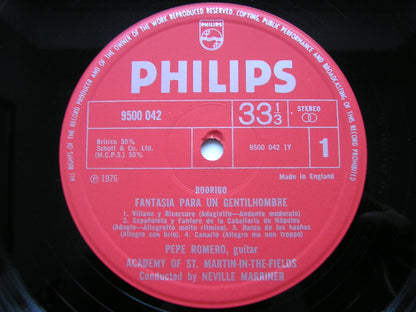 ALL RIGHTS OF THE RECORD PRODUCER AND OF THE OWNER OF THE WORK REPRODUCED RESERVED. COPYING, PUBLIC PERFORMANCE AND BROADCASTING OF THIS RECORD PROHIBITED
PHILIPS
PHILIPS
9500 042
33 1/3
STEREO
Britico 50%
Schott & Co. Ltd.
(M.C.P.S.) 50%
9500 042 1Y
1
℗ 1976
Made in England
RODRIGO
FANTASIA PARA UN GENTILHOMBRE
1. Villano y Ricercare (Adagietto—Andante moderato)
2. Españoleta y Fanfare de la Caballería de Nápoles
(Adagio—Allegretto molto ritmico) 3. Danza de las hachas
(Allegro con brio) 4. Canario (Allegro ma non troppo)
PEPE ROMERO, guitar
ACADEMY OF ST. MARTIN-IN-THE-FIELDS
Conducted by NEVILLE MARRINER